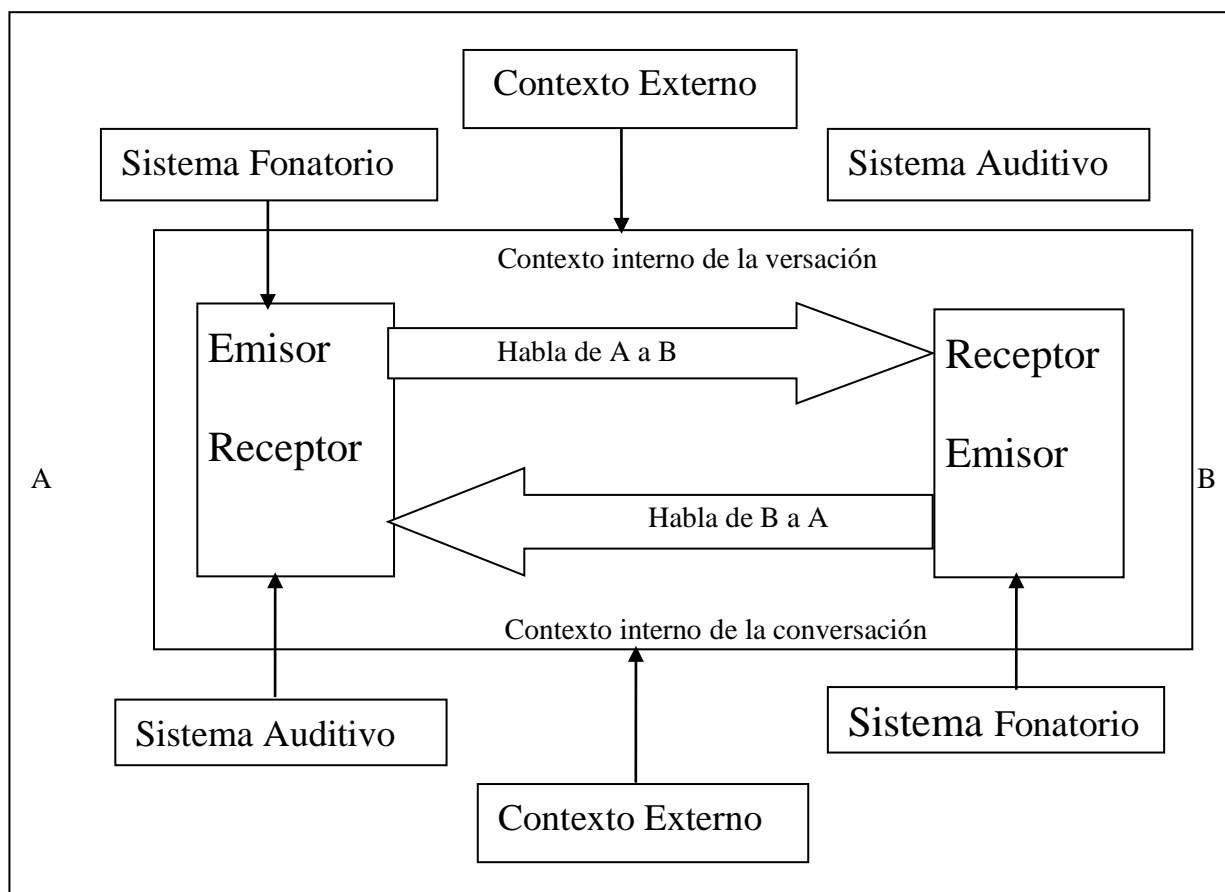 Contexto Externo
Sistema Fonatorio
Sistema Auditivo
Contexto interno de la versación
Emisor
Habla de A a B
Receptor
Receptor
Emisor
A
B
Habla de B a A
Contexto interno de la conversación
Sistema Auditivo
Sistema Fonatorio
Contexto Externo